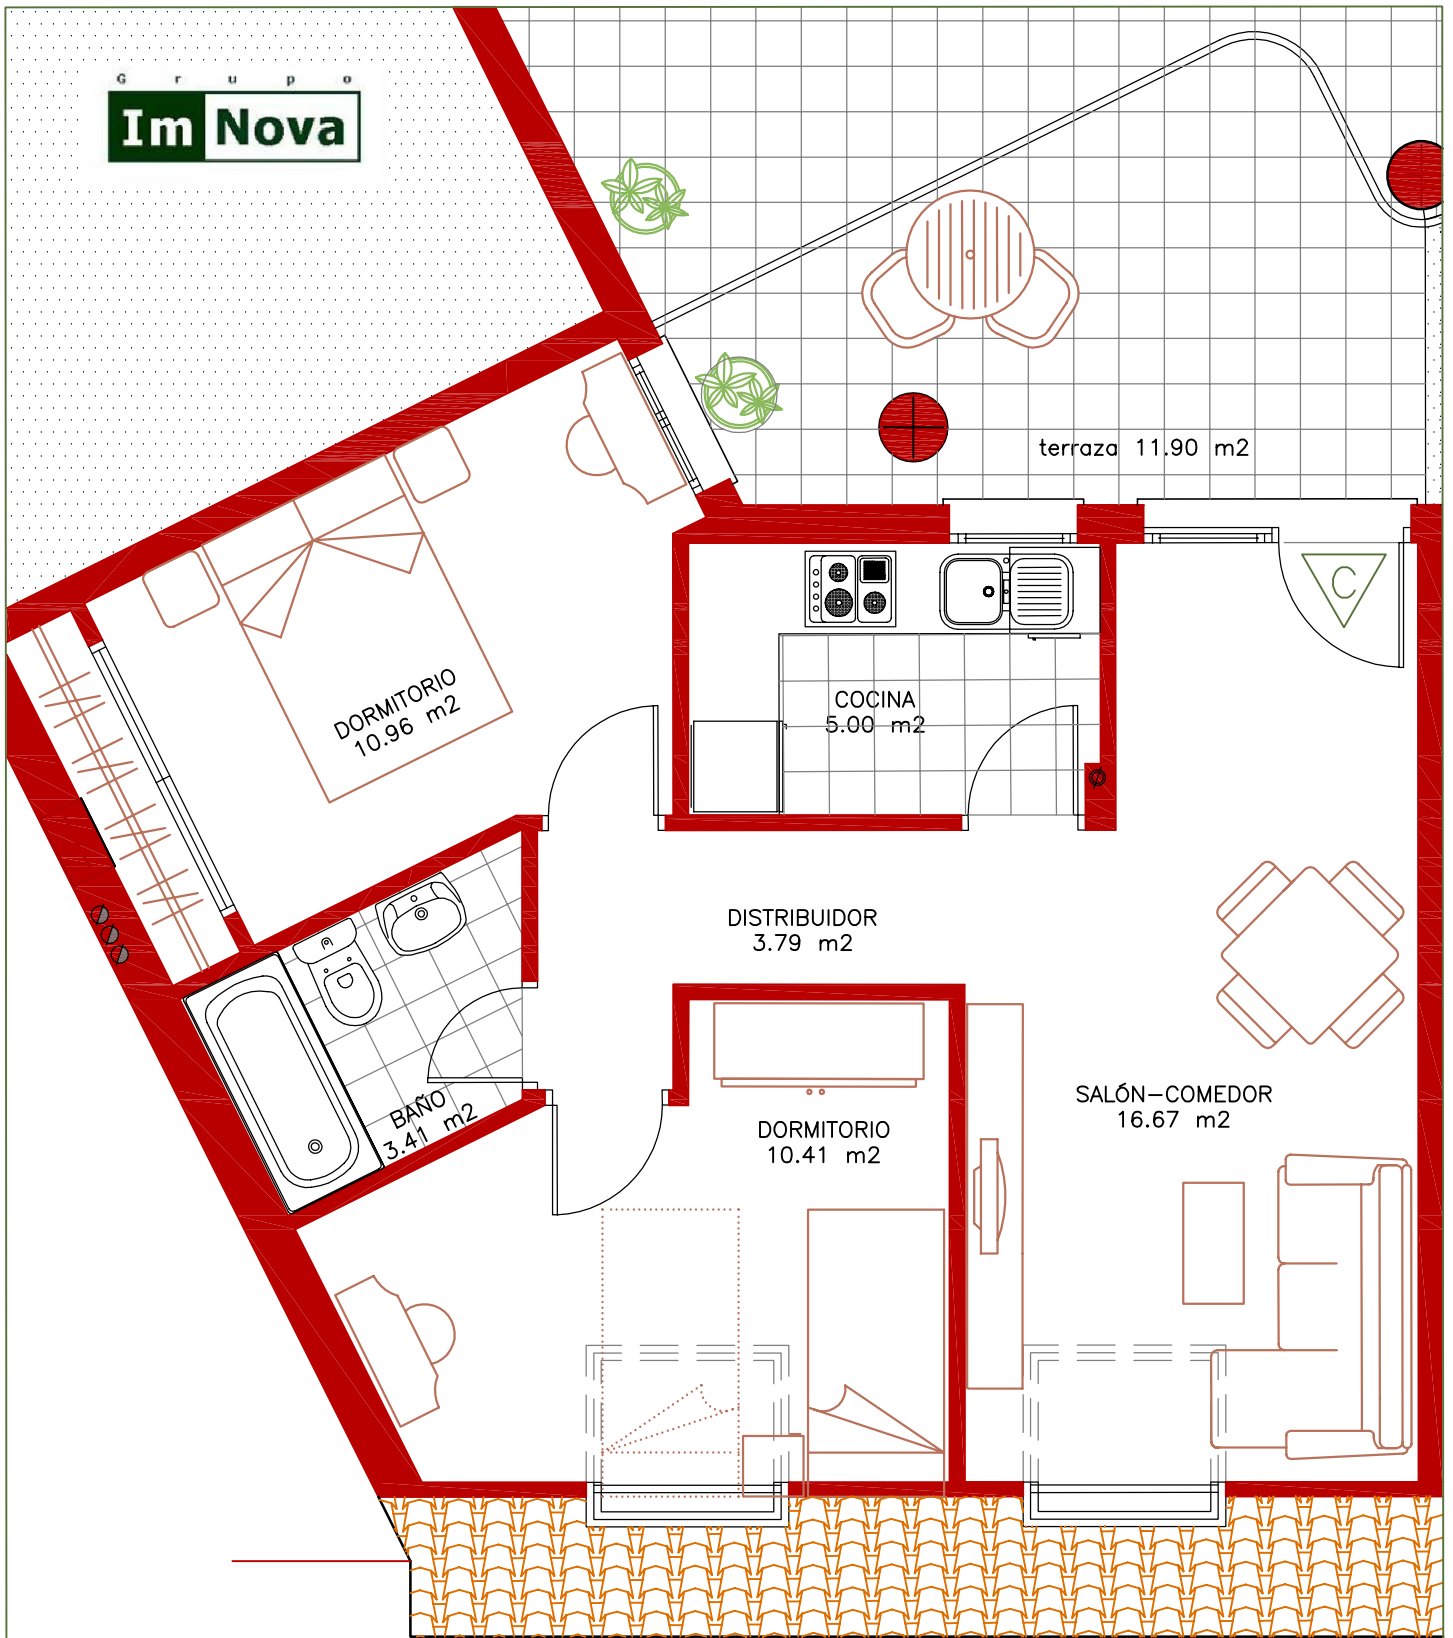 Grupo
Im Nova
terraza 11.90 m2
C
COCINA
5.00 m2
DORMITORIO
10.96 m2
DISTRIBUIDOR
3.79 m2
SALÓN-COMEDOR
16.67 m2
BAÑO
3.41 m2
DORMITORIO
10.41 m2